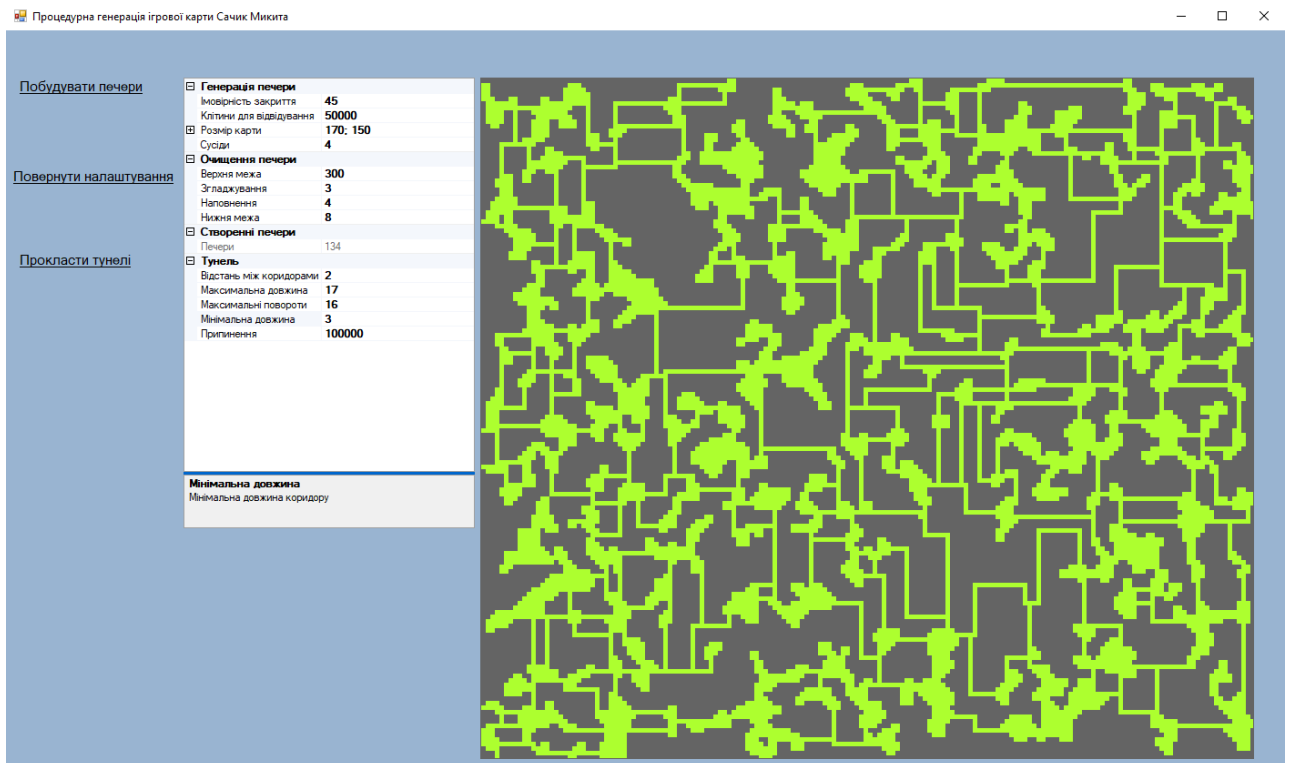 Процедурна генерація ігрової карти Сачик Микита
Побудувати печери
Повернути налаштування
Прокласти тунелі
Генерація печери
Імовірність закриття 45
Клітини для відвідування 50000
Розмір карти 170; 150
Сусіди 4
Очищення печери
Верхня межа 300
Згладжування 3
Наповнення 4
Нижня межа 8
Створенні печери
Печери 134
Тунель
Відстань між коридорами 2
Максимальна довжина 17
Максимальні повороти 16
Мінімальна довжина 3
Припинення 100000
Мінімальна довжина
Мінімальна довжина коридору